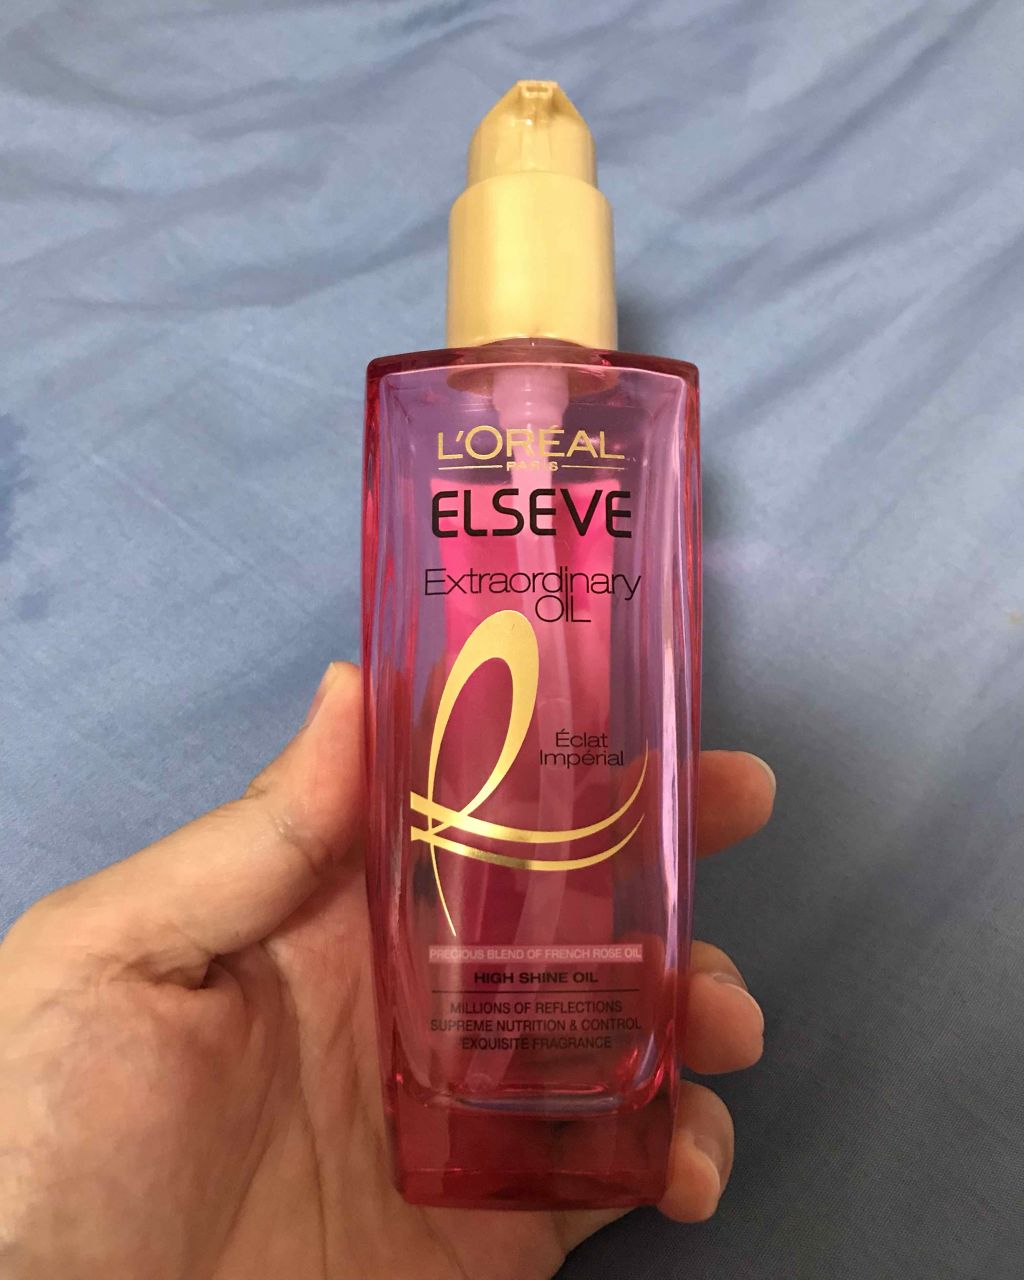 L'ORÉAL
PARIS
ELSEVE
Extraordinary
OIL
Éclat
Impérial
PRECIOUS BLEND OF FRENCH ROSE OIL
HIGH SHINE OIL
MILLIONS OF REFLECTIONS
SUPREME NUTRITION & CONTROL
EXQUISITE FRAGRANCE